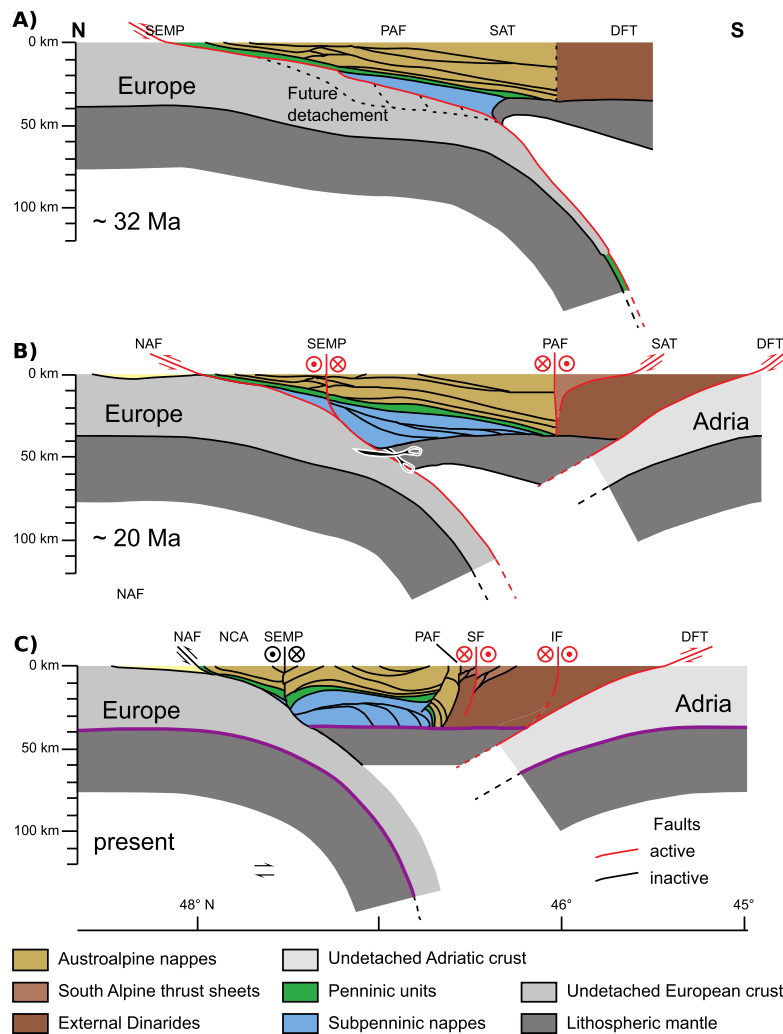 A)
N
SEMP
PAF
SAT
DFT
S
0 km
Europe
Future
detachement
50 km
100 km
~ 32 Ma
B)
NAF
SEMP
PAF
SAT
DFT
0 km
Europe
Adria
50 km
100 km
~ 20 Ma
NAF
C)
NAF
NCA
SEMP
PAF
SF
IF
DFT
0 km
Europe
Adria
50 km
100 km
present
Faults
active
inactive
48° N
46°
45°
Austroalpine nappes
Undetached Adriatic crust
South Alpine thrust sheets
Penninic units
Undetached European crust
External Dinarides
Subpenninic nappes
Lithospheric mantle